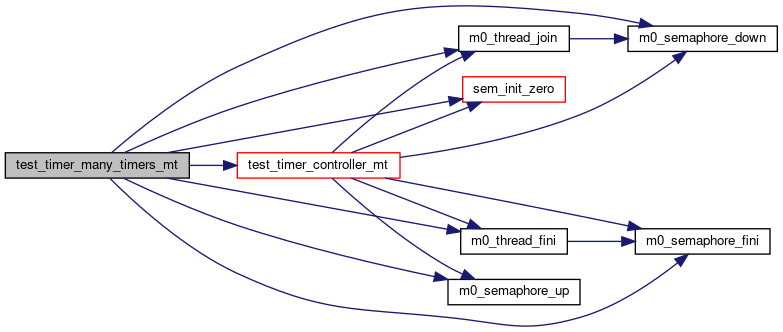 test_timer_many_timers_mt
test_timer_controller_mt
m0_thread_join
sem_init_zero
m0_thread_fini
m0_semaphore_up
m0_semaphore_down
m0_semaphore_fini